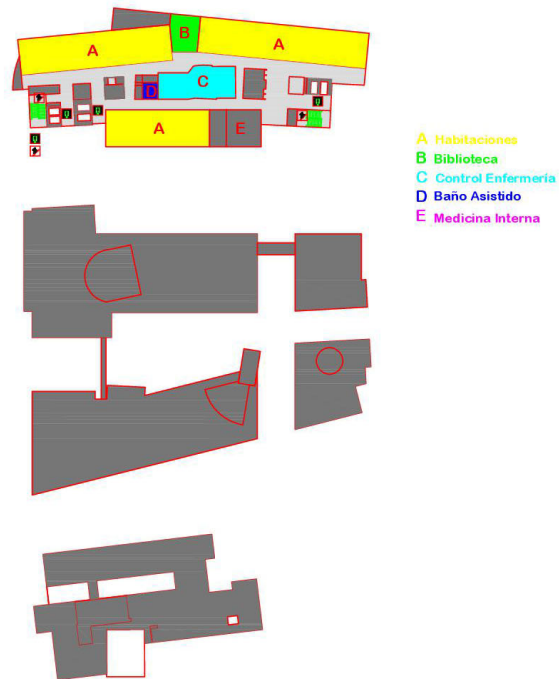 B
A
A
C
D
A
E
A Habitaciones
B Biblioteca
C Control Enfermería
D Baño Asistido
E Medicina Interna